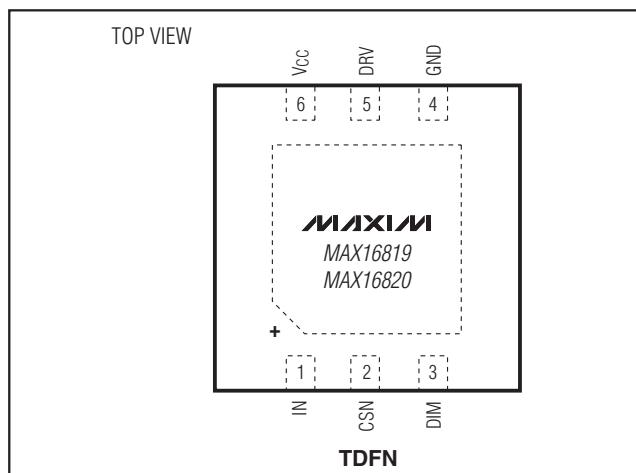 TOP VIEW
VCC
DRV
GND
6
5
4
MAXIM
MAX16819
MAX16820
+
1
2
3
IN
CSN
DIM
TDFN